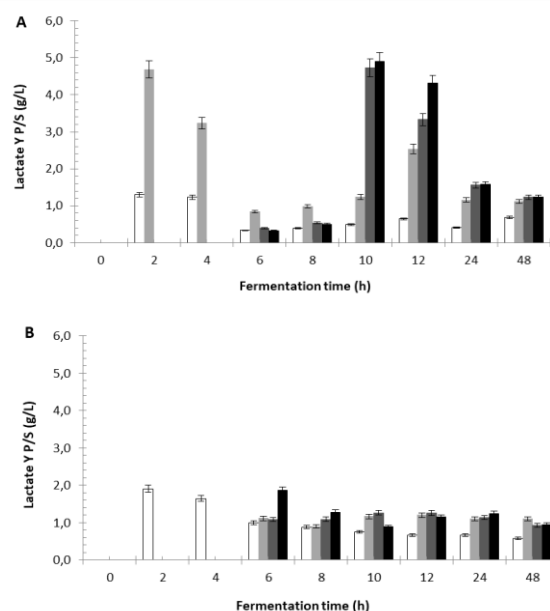 A
Lactate Y P/S (g/L)
6,0
5,0
4,0
3,0
2,0
1,0
0,0
0 2 4 6 8 10 12 24 48
Fermentation time (h)
B
Lactate Y P/S (g/L)
6,0
5,0
4,0
3,0
2,0
1,0
0,0
0 2 4 6 8 10 12 24 48
Fermentation time (h)